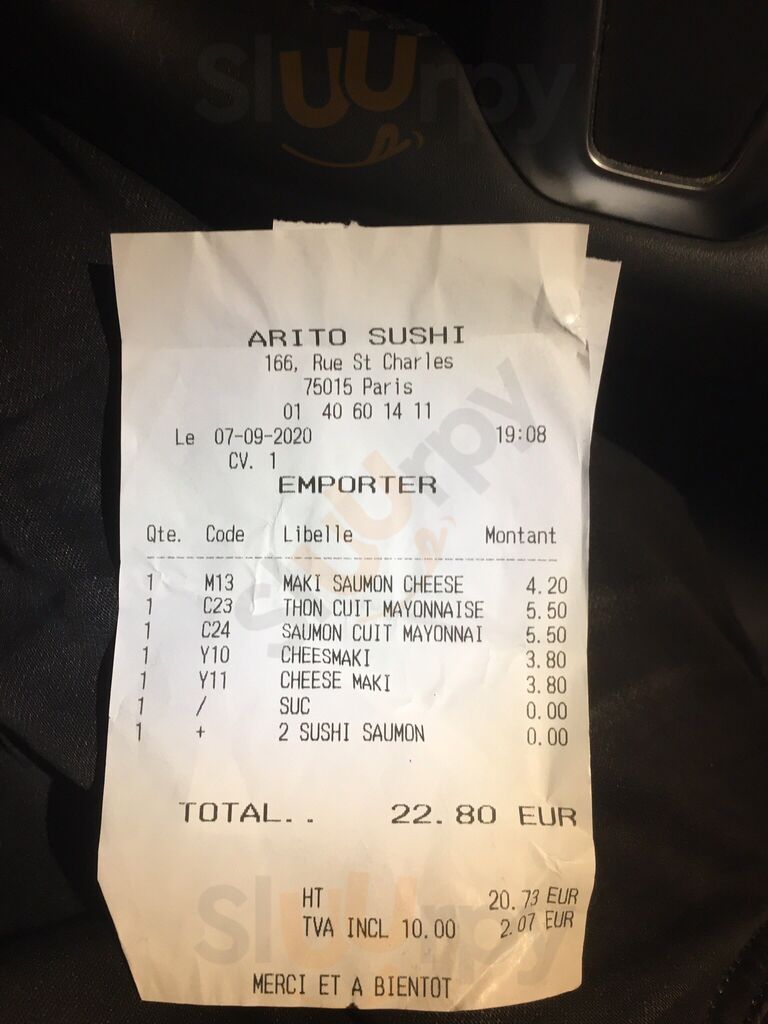 SluUrpy
ARITO SUSHI
166, Rue St Charles
75015 Paris
01 40 60 14 11
Le 07-09-2020 19:08
CV. 1
EMPORTER
Qte. Code Libelle Montant
1 M13 MAKI SAUMON CHEESE 4.20
1 C23 THON CUIT MAYONNAISE 5.50
1 C24 SAUMON CUIT MAYONNAI 5.50
1 Y10 CHEESMAKI 3.80
1 Y11 CHEESE MAKI 3.80
1 / SUC 0.00
1 + 2 SUSHI SAUMON 0.00
SluUrpy
TOTAL.. 22.80 EUR
HT 20.73 EUR
TVA INCL 10.00 2.07 EUR
SluUrpy
MERCI ET A BIENTOT